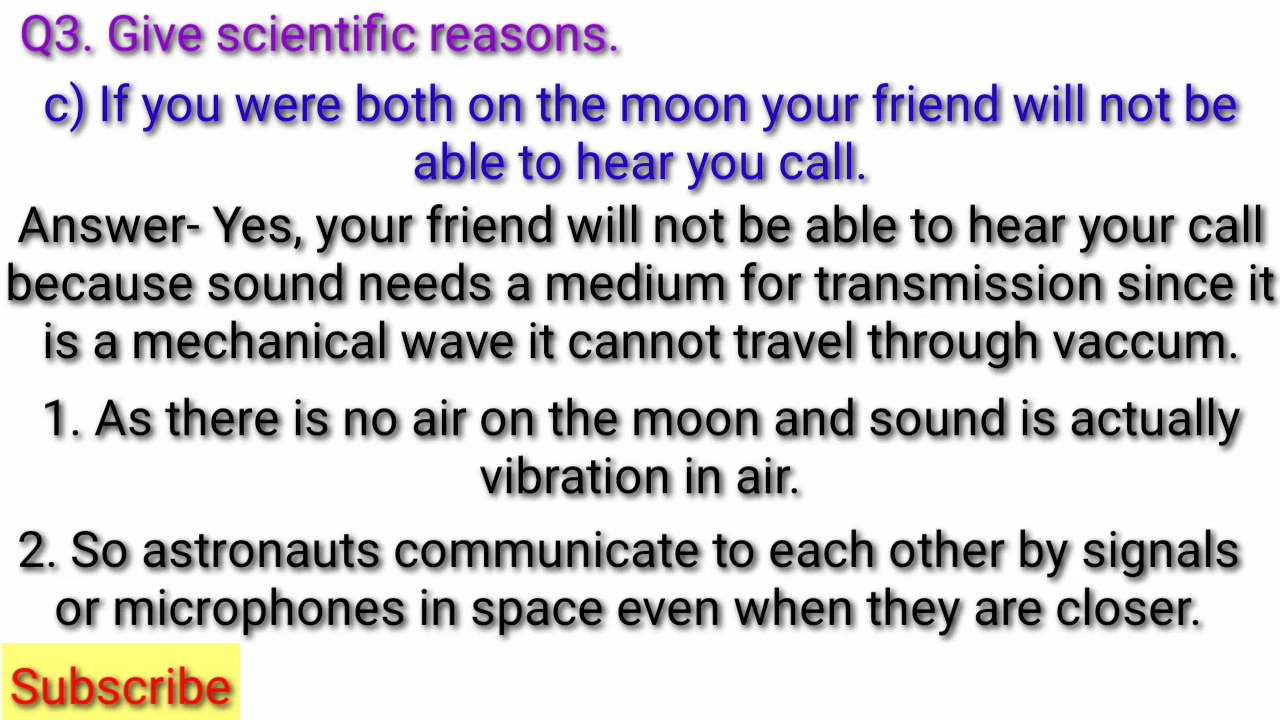 Q3. Give scientific reasons.
c) If you were both on the moon your friend will not be
able to hear you call.
Answer- Yes, your friend will not be able to hear your call
because sound needs a medium for transmission since it
is a mechanical wave it cannot travel through vaccum.
1. As there is no air on the moon and sound is actually
vibration in air.
2. So astronauts communicate to each other by signals
or microphones in space even when they are closer.
Subscribe